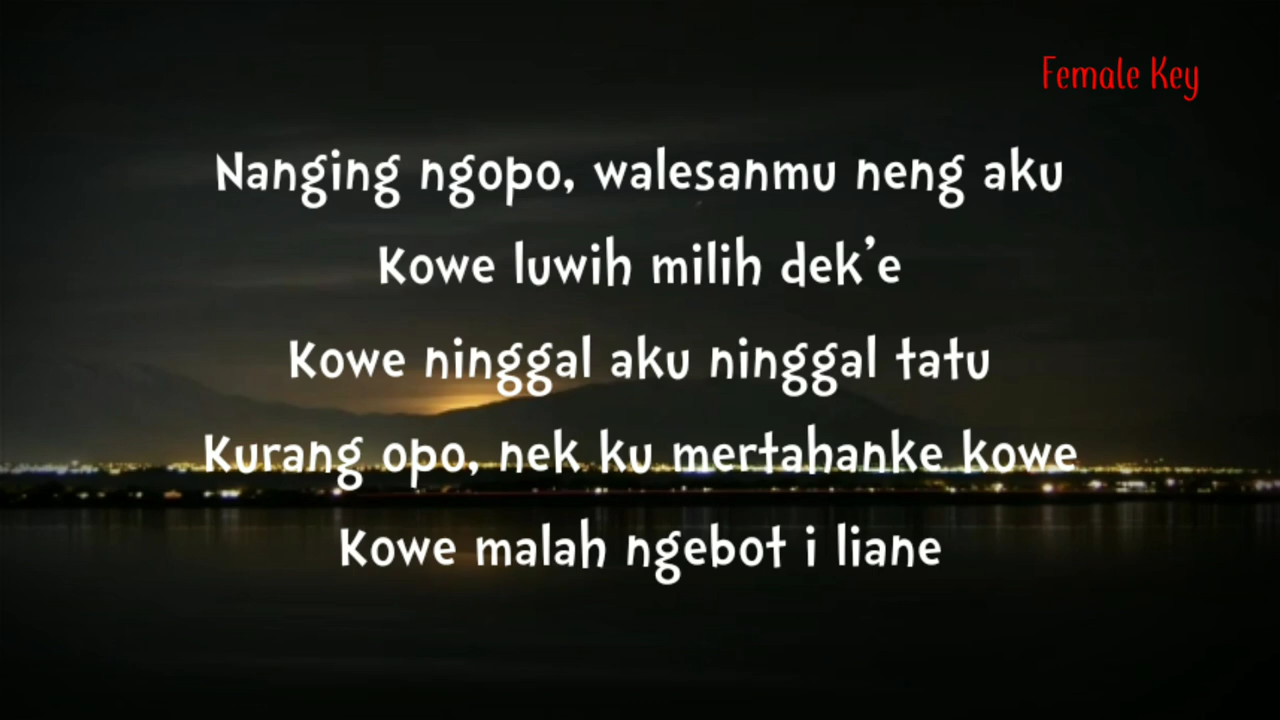 Female Key
Nanging ngopo, walesanmu neng aku
Kowe luwih milih dek'e
Kowe ninggal aku ninggal tatu
Kurang opo, nek ku mertahanke kowe
Kowe malah ngebot i liane